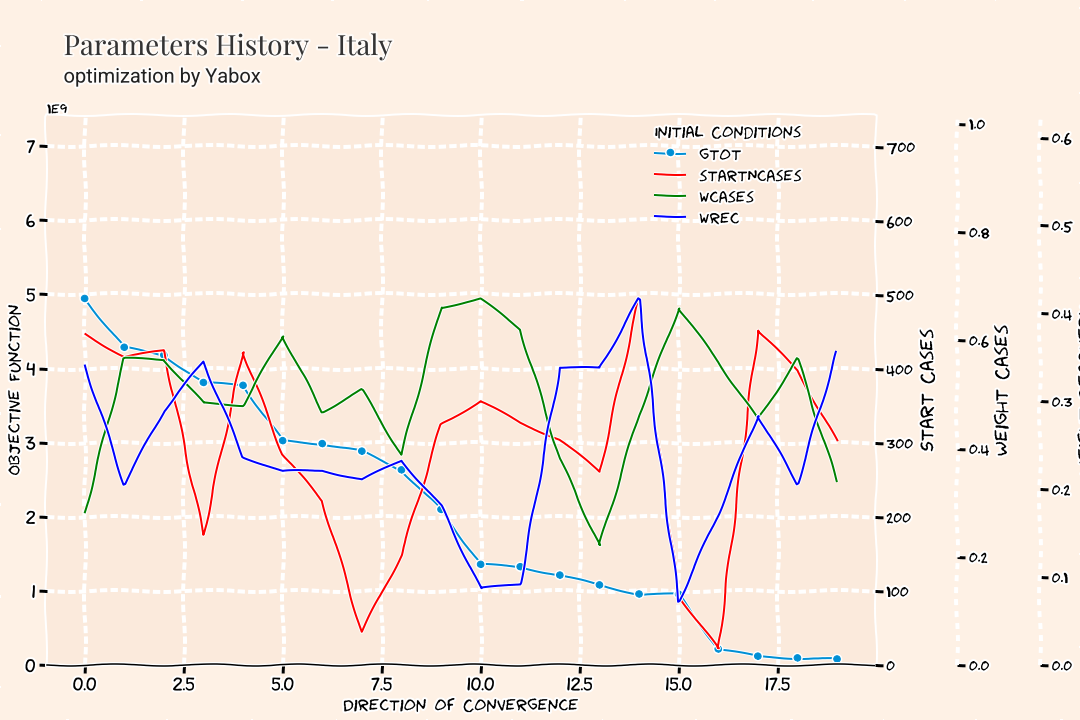 Parameters History - Italy
optimization by Yabox
1E9
INITIAL CONDITIONS
GTOT
STARTNCASES
WCASES
WREC
7
6
5
4
3
2
1
0
OBJECTIVE FUNCTION
0.0 2.5 5.0 7.5 10.0 12.5 15.0 17.5
DIRECTION OF CONVERGENCE
700
600
500
400
300
200
100
0
START CASES
1.0
0.8
0.6
0.4
0.2
0.0
WEIGHT CASES
0.6
0.5
0.4
0.3
0.2
0.1
0.0